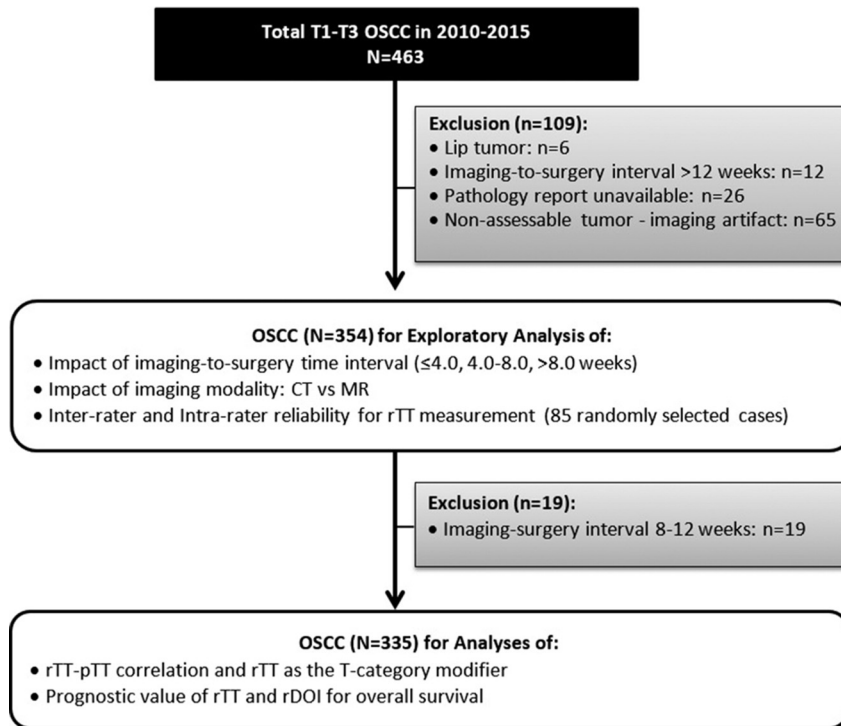 Total T1-T3 OSCC in 2010-2015
N=463
Exclusion (n=109):
• Lip tumor: n=6
• Imaging-to-surgery interval >12 weeks: n=12
• Pathology report unavailable: n=26
• Non-assessable tumor - imaging artifact: n=65
OSCC (N=354) for Exploratory Analysis of:
• Impact of imaging-to-surgery time interval (≤4.0, 4.0-8.0, >8.0 weeks)
• Impact of imaging modality: CT vs MR
• Inter-rater and Intra-rater reliability for rTT measurement (85 randomly selected cases)
Exclusion (n=19):
• Imaging-surgery interval 8-12 weeks: n=19
OSCC (N=335) for Analyses of:
• rTT-pTT correlation and rTT as the T-category modifier
• Prognostic value of rTT and rDOI for overall survival